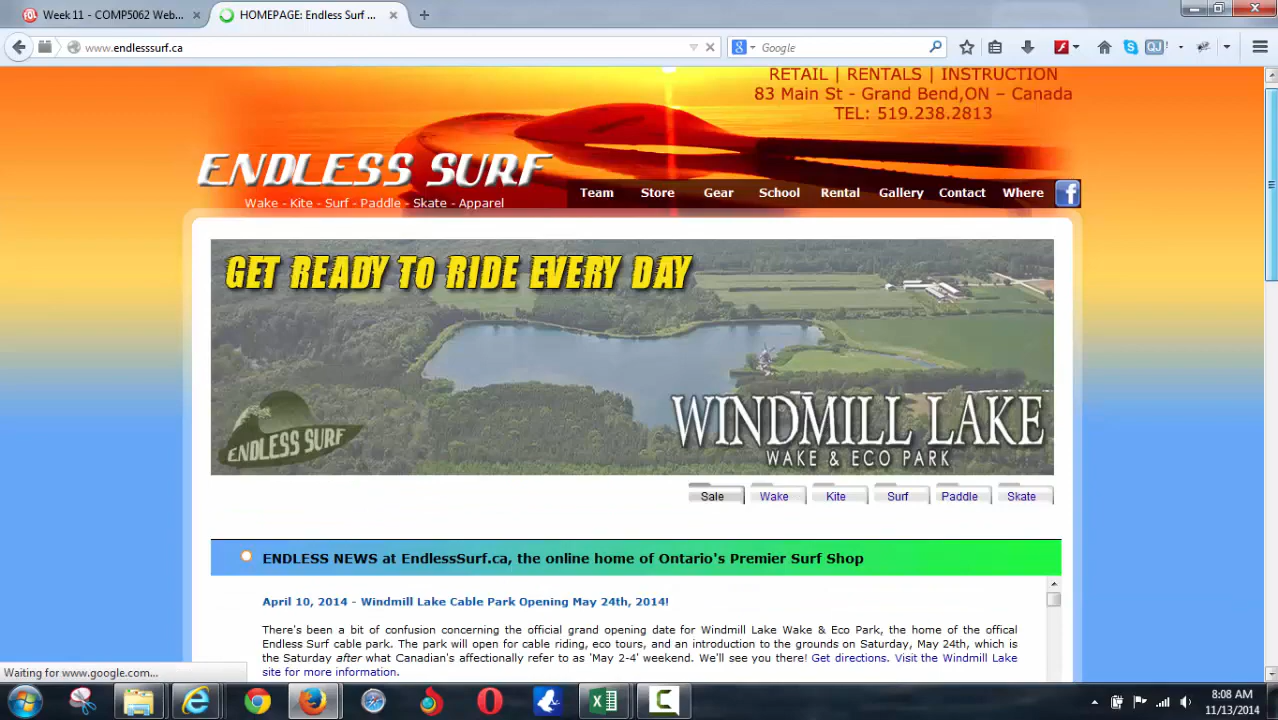 Week 11 - COMP5062 Web...
HOMEPAGE: Endless Surf ...
www.endlesssurf.ca
Google
RETAIL | RENTALS | INSTRUCTION
83 Main St - Grand Bend,ON – Canada
TEL: 519.238.2813
ENDLESS SURF
Wake - Kite - Surf - Paddle - Skate - Apparel
Team Store Gear School Rental Gallery Contact Where
GET READY TO RIDE EVERY DAY
ENDLESS SURF
WINDMILL LAKE
WAKE & ECO PARK
Sale Wake Kite Surf Paddle Skate
ENDLESS NEWS at EndlessSurf.ca, the online home of Ontario's Premier Surf Shop
April 10, 2014 - Windmill Lake Cable Park Opening May 24th, 2014!
There's been a bit of confusion concerning the official grand opening date for Windmill Lake Wake & Eco Park, the home of the offical
Endless Surf cable park. The park will open for cable riding, eco tours, and an introduction to the grounds on Saturday, May 24th, which is
the Saturday after what Canadian's affectionally refer to as 'May 2-4' weekend. We'll see you there! Get directions. Visit the Windmill Lake
site for more information.
Waiting for www.google.com...
8:08 AM
11/13/2014